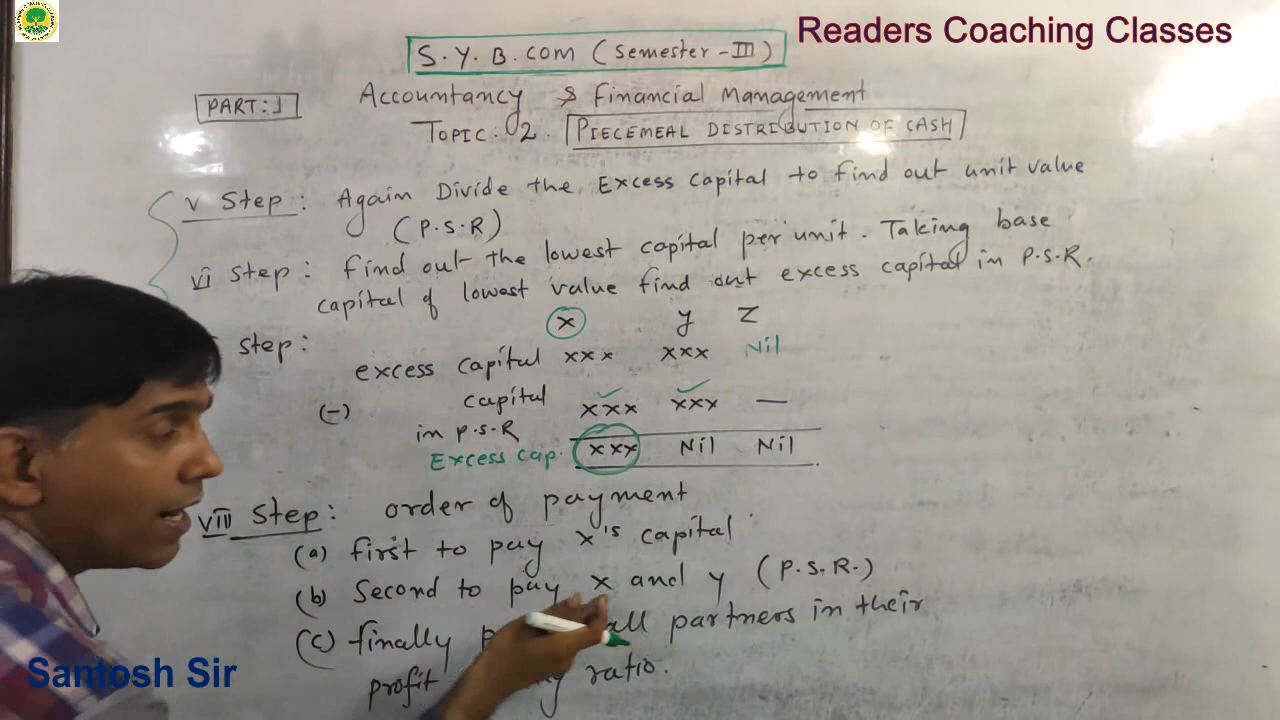 Readers Coaching Classes
S.Y.B.COM (Semester-III)
PART:1
Accountancy & Financial Management
TOPIC: 02. PIECEMEAL DISTRIBUTION OF CASH
V Step: Again Divide the Excess capital to find out unit value
(P.S.R)
VI Step: Find out the lowest capital per unit. Taking base
capital of lowest value find out excess capital in P.S.R.
Step:
x y Z
excess capital xxx xxx Nil
(-) capital xxx xxx —
in P.S.R
Excess cap. xxx Nil Nil
VIII Step: order of payment
(a) first to pay x's capital
(b) Second to pay x and y (P.S.R.)
(c) finally all partners in their
profit ratio.
Santosh Sir